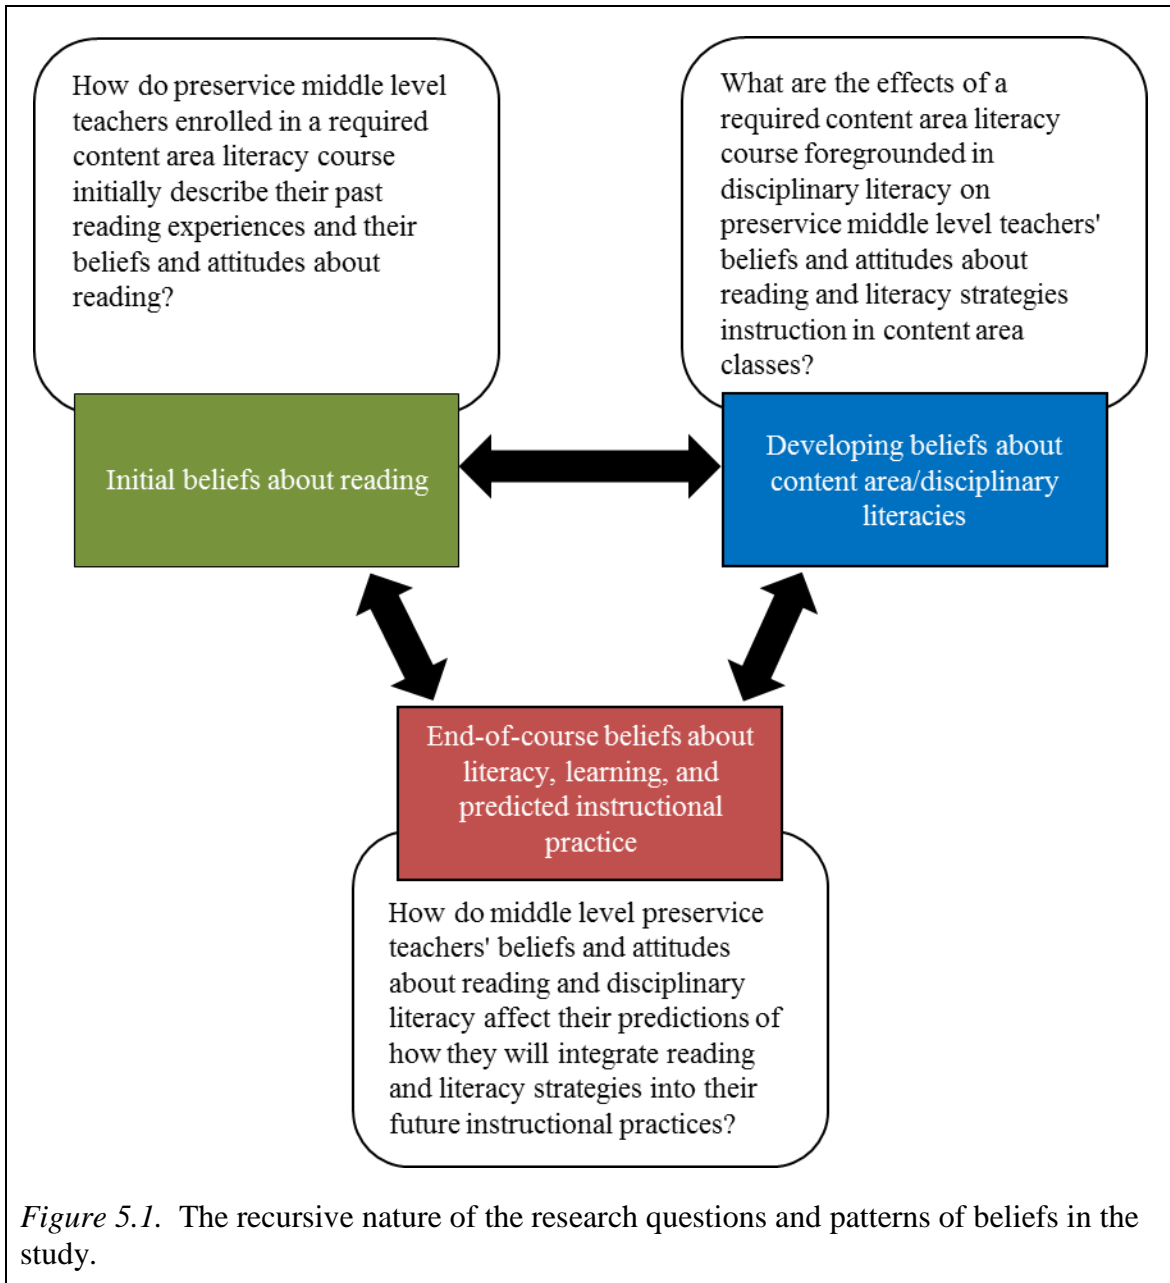 How do preservice middle level
teachers enrolled in a required
content area literacy course
initially describe their past
reading experiences and their
beliefs and attitudes about
reading?
What are the effects of a
required content area literacy
course foregrounded in
disciplinary literacy on
preservice middle level teachers'
beliefs and attitudes about
reading and literacy strategies
instruction in content area
classes?
Initial beliefs about reading
Developing beliefs about
content area/disciplinary
literacies
End-of-course beliefs about
literacy, learning, and
predicted instructional
practice
How do middle level preservice
teachers' beliefs and attitudes
about reading and disciplinary
literacy affect their predictions of
how they will integrate reading
and literacy strategies into their
future instructional practices?
Figure 5.1. The recursive nature of the research questions and patterns of beliefs in the
study.